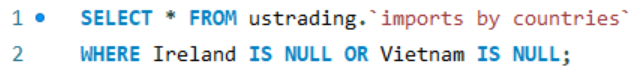 1 SELECT * FROM ustrading.`imports by countries`
2 WHERE Ireland IS NULL OR Vietnam IS NULL;